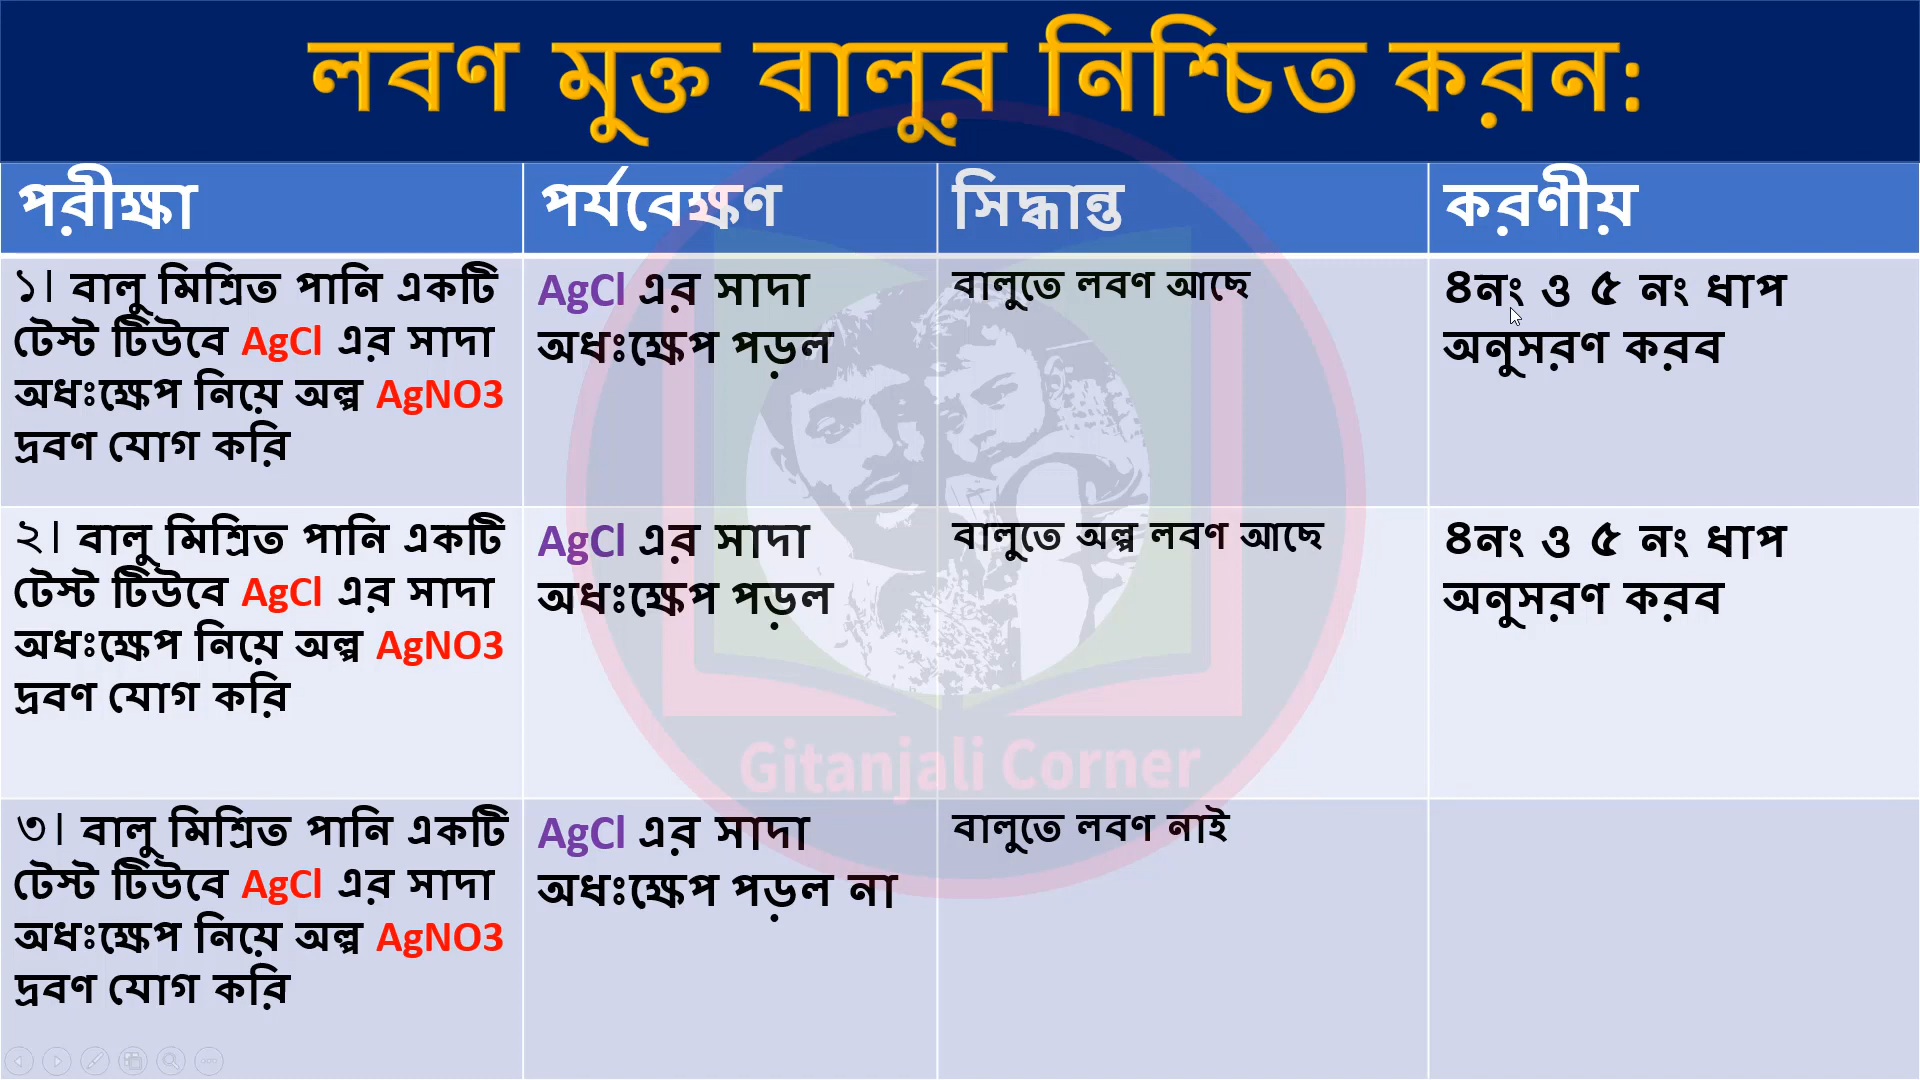 লবণ মুক্ত বালুর নিশ্চিত করন:
পরীক্ষা
পর্যবেক্ষণ
সিদ্ধান্ত
করণীয়
১। বালু মিশ্রিত পানি একটি
টেস্ট টিউবে AgCl এর সাদা
অধঃক্ষেপ নিয়ে অল্প AgNO3
দ্রবণ যোগ করি
AgCl এর সাদা
অধঃক্ষেপ পড়ল
বালুতে লবণ আছে
৪নং ও ৫ নং ধাপ
অনুসরণ করব
২। বালু মিশ্রিত পানি একটি
টেস্ট টিউবে AgCl এর সাদা
অধঃক্ষেপ নিয়ে অল্প AgNO3
দ্রবণ যোগ করি
AgCl এর সাদা
অধঃক্ষেপ পড়ল
বালুতে অল্প লবণ আছে
৪নং ও ৫ নং ধাপ
অনুসরণ করব
৩। বালু মিশ্রিত পানি একটি
টেস্ট টিউবে AgCl এর সাদা
অধঃক্ষেপ নিয়ে অল্প AgNO3
দ্রবণ যোগ করি
AgCl এর সাদা
অধঃক্ষেপ পড়ল না
বালুতে লবণ নাই
Gitanjali Corner